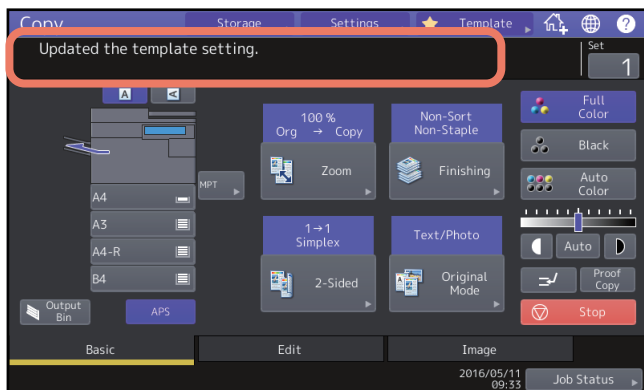 Copy
Storage
Settings
Template
?
Updated the template setting.
Set
1
A
A
100 %
Org → Copy
Zoom
Non-Sort
Non-Staple
Finishing
Full
Color
Black
Auto
Color
MPT
A4
A3
A4-R
B4
1→1
Simplex
2-Sided
Text/Photo
Original
Mode
Auto
Proof
Copy
Output
Bin
APS
Stop
Basic
Edit
Image
2016/05/11
09:33
Job Status